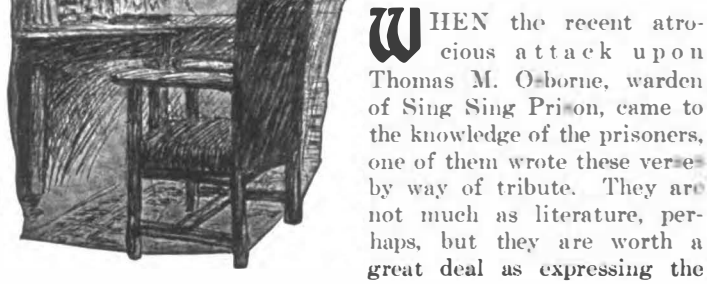 WHEN the recent atro-
cious attack upon
Thomas M. Osborne, warden
of Sing Sing Prison, came to
the knowledge of the prisoners,
one of them wrote these verses
by way of tribute. They are
not much as literature, per-
haps, but they are worth a
great deal as expressing the